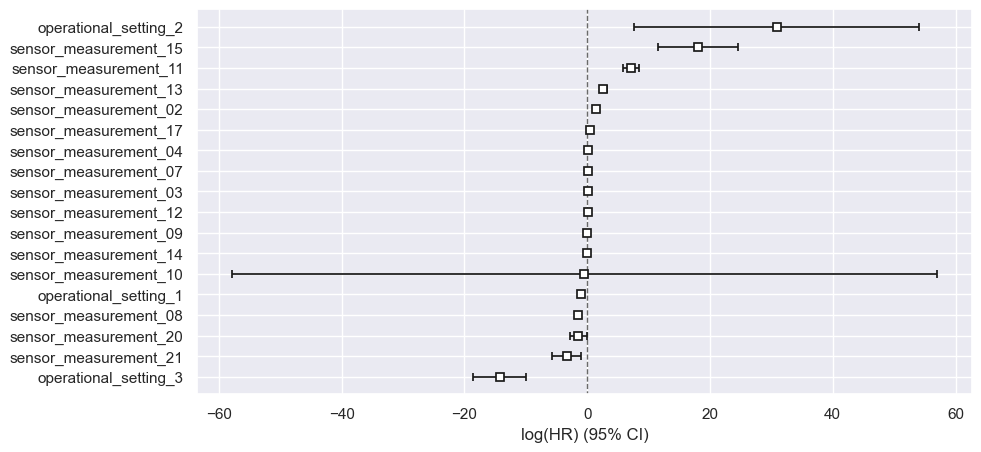 operational_setting_2
sensor_measurement_15
sensor_measurement_11
sensor_measurement_13
sensor_measurement_02
sensor_measurement_17
sensor_measurement_04
sensor_measurement_07
sensor_measurement_03
sensor_measurement_12
sensor_measurement_09
sensor_measurement_14
sensor_measurement_10
operational_setting_1
sensor_measurement_08
sensor_measurement_20
sensor_measurement_21
operational_setting_3
−60 −40 −20 0 20 40 60
log(HR) (95% CI)